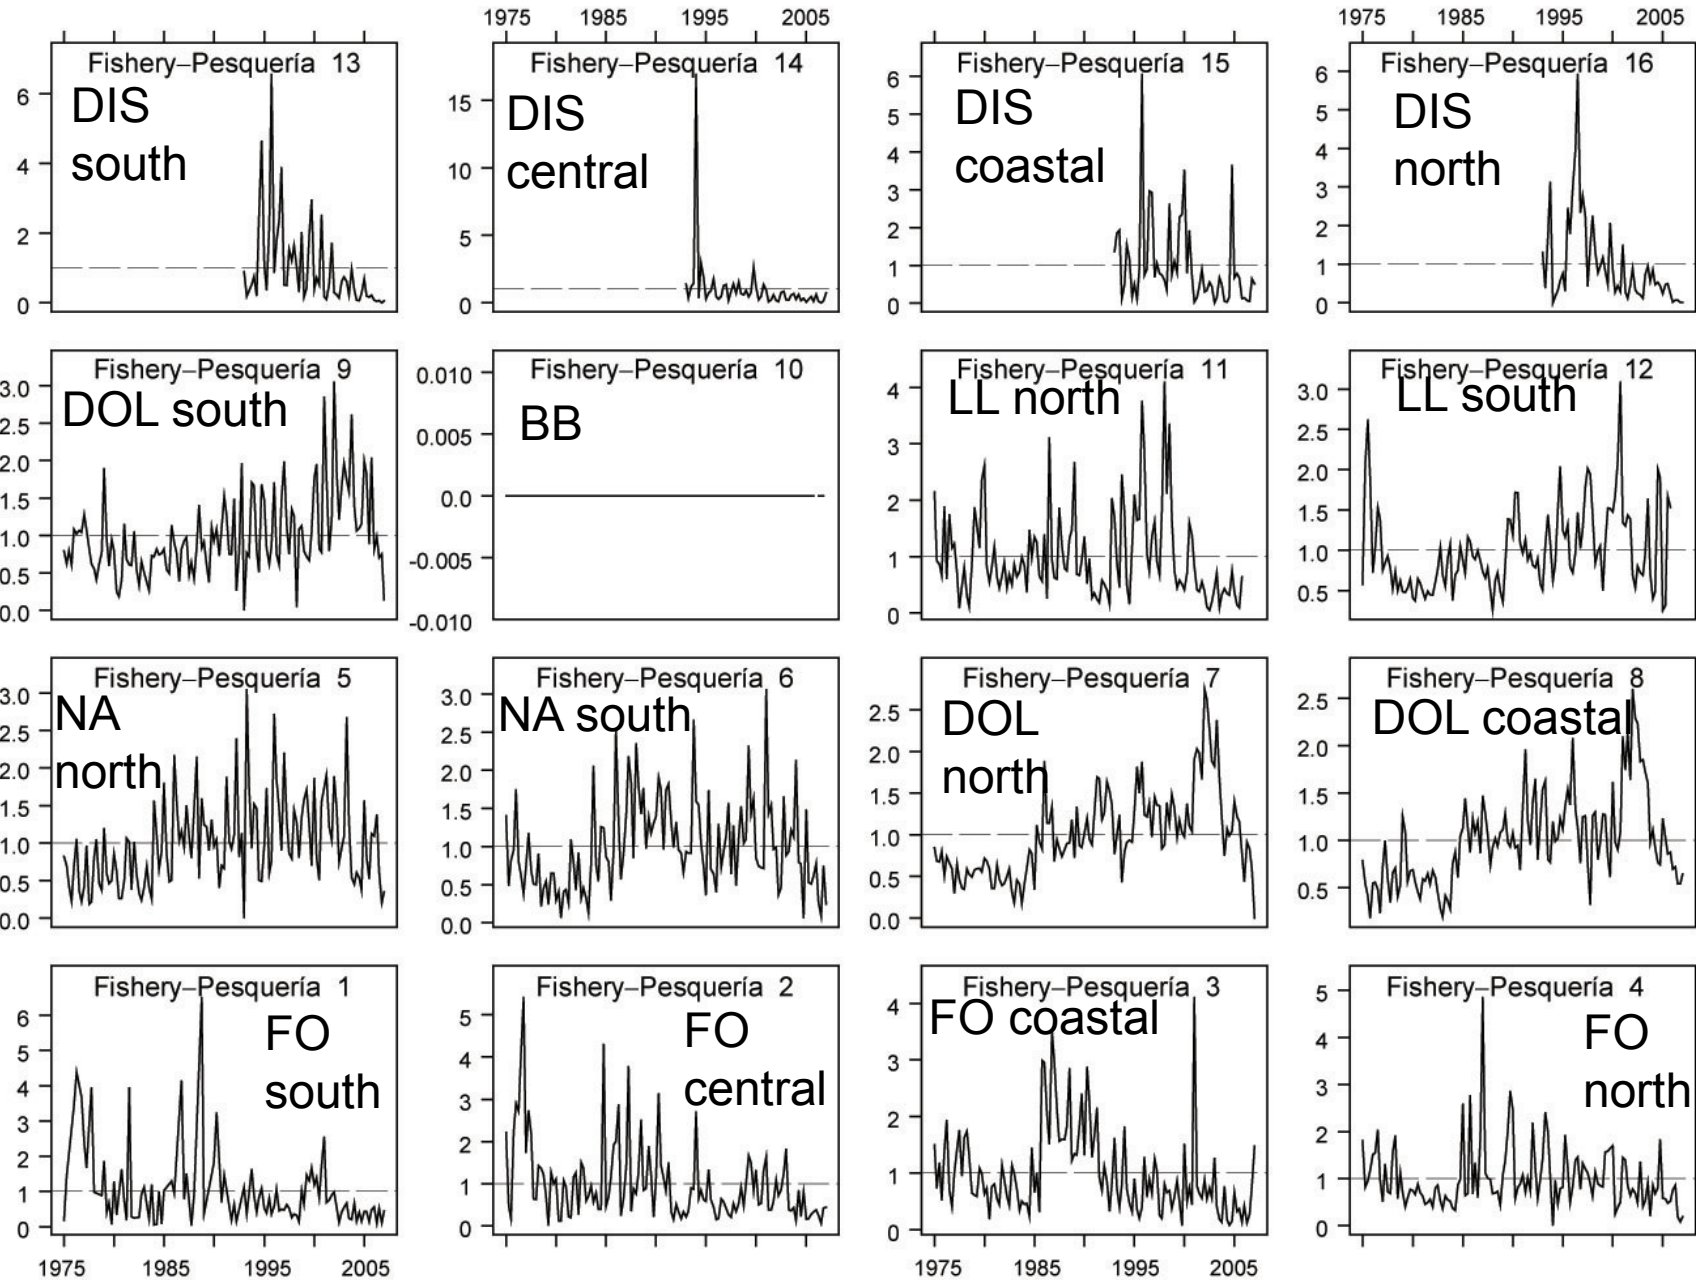 1975 1985 1995 2005
1975 1985 1995 2005
Fishery–Pesquería 13
DIS
south
6
4
2
0
Fishery–Pesquería 14
DIS
central
15
10
5
0
Fishery–Pesquería 15
DIS
coastal
6
5
4
3
2
1
0
Fishery–Pesquería 16
DIS
north
6
5
4
3
2
1
0
Fishery–Pesquería 9
DOL south
3.0
2.5
2.0
1.5
1.0
0.5
0.0
Fishery–Pesquería 10
BB
0.010
0.005
0.0
-0.005
-0.010
Fishery–Pesquería 11
LL north
4
3
2
1
0
Fishery–Pesquería 12
LL south
3.0
2.5
2.0
1.5
1.0
0.5
Fishery–Pesquería 5
NA
north
3.0
2.5
2.0
1.5
1.0
0.5
0.0
Fishery–Pesquería 6
NA south
3.0
2.5
2.0
1.5
1.0
0.5
0.0
Fishery–Pesquería 7
DOL
north
2.5
2.0
1.5
1.0
0.5
0.0
Fishery–Pesquería 8
DOL coastal
2.5
2.0
1.5
1.0
0.5
Fishery–Pesquería 1
FO
south
6
5
4
3
2
1
0
Fishery–Pesquería 2
FO
central
5
4
3
2
1
0
Fishery–Pesquería 3
FO coastal
4
3
2
1
0
Fishery–Pesquería 4
FO
north
5
4
3
2
1
0
1975 1985 1995 2005
1975 1985 1995 2005